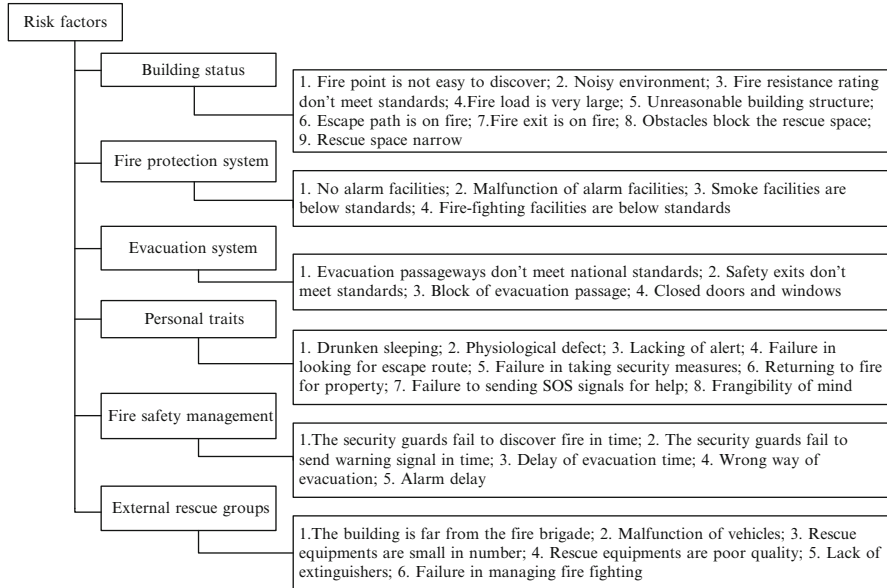 Risk factors
Building status
1. Fire point is not easy to discover; 2. Noisy environment; 3. Fire resistance rating
don't meet standards; 4.Fire load is very large; 5. Unreasonable building structure;
6. Escape path is on fire; 7.Fire exit is on fire; 8. Obstacles block the rescue space;
9. Rescue space narrow
Fire protection system
1. No alarm facilities; 2. Malfunction of alarm facilities; 3. Smoke facilities are
below standards; 4. Fire-fighting facilities are below standards
Evacuation system
1. Evacuation passageways don't meet national standards; 2. Safety exits don't
meet standards; 3. Block of evacuation passage; 4. Closed doors and windows
Personal traits
1. Drunken sleeping; 2. Physiological defect; 3. Lacking of alert; 4. Failure in
looking for escape route; 5. Failure in taking security measures; 6. Returning to fire
for property; 7. Failure to sending SOS signals for help; 8. Frangibility of mind
Fire safety management
1.The security guards fail to discover fire in time; 2. The security guards fail to
send warning signal in time; 3. Delay of evacuation time; 4. Wrong way of
evacuation; 5. Alarm delay
External rescue groups
1.The building is far from the fire brigade; 2. Malfunction of vehicles; 3. Rescue
equipments are small in number; 4. Rescue equipments are poor quality; 5. Lack of
extinguishers; 6. Failure in managing fire fighting